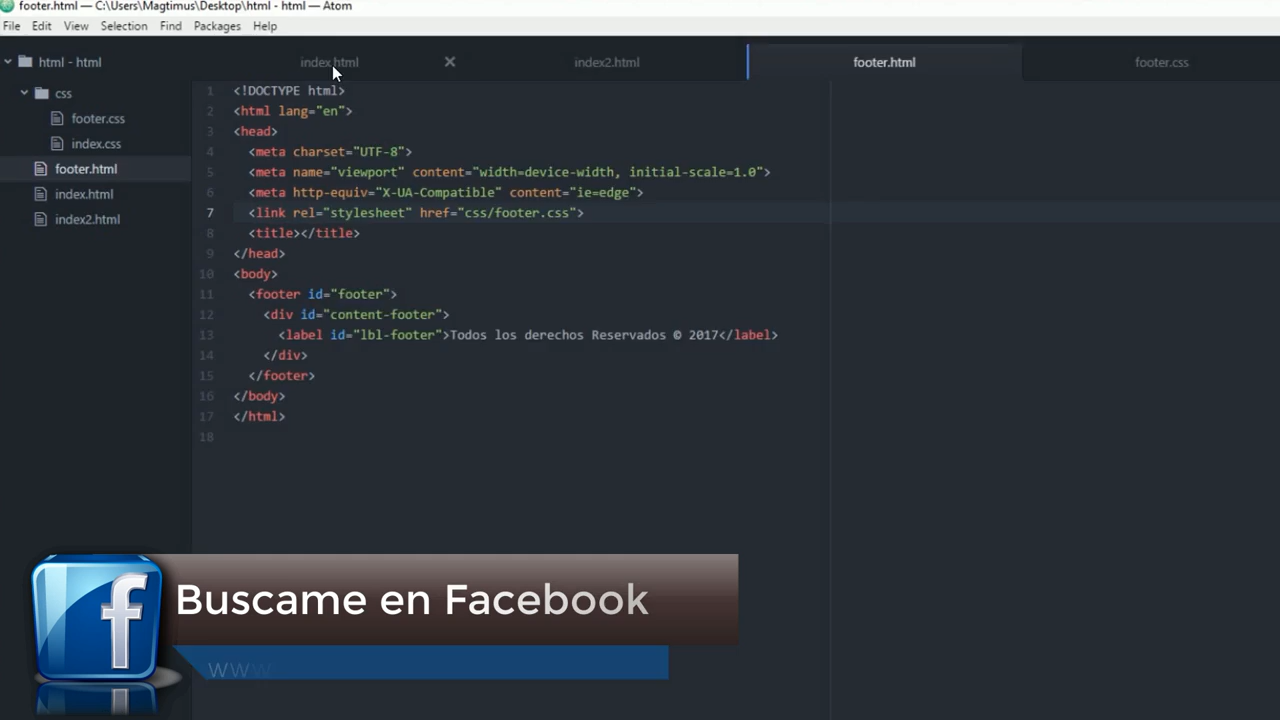 footer.html — C:\Users\Magtimus\Desktop\html - html — Atom
File Edit View Selection Find Packages Help
html - html
css
footer.css
index.css
footer.html
index.html
index2.html
index.html index2.html footer.html footer.css
1 <!DOCTYPE html>
2 <html lang="en">
3 <head>
4 <meta charset="UTF-8">
5 <meta name="viewport" content="width=device-width, initial-scale=1.0">
6 <meta http-equiv="X-UA-Compatible" content="ie=edge">
7 <link rel="stylesheet" href="css/footer.css">
8 <title></title>
9 </head>
10 <body>
11 <footer id="footer">
12 <div id="content-footer">
13 <label id="lbl-footer">Todos los derechos Reservados © 2017</label>
14 </div>
15 </footer>
16 </body>
17 </html>
18
f
Buscame en Facebook
www